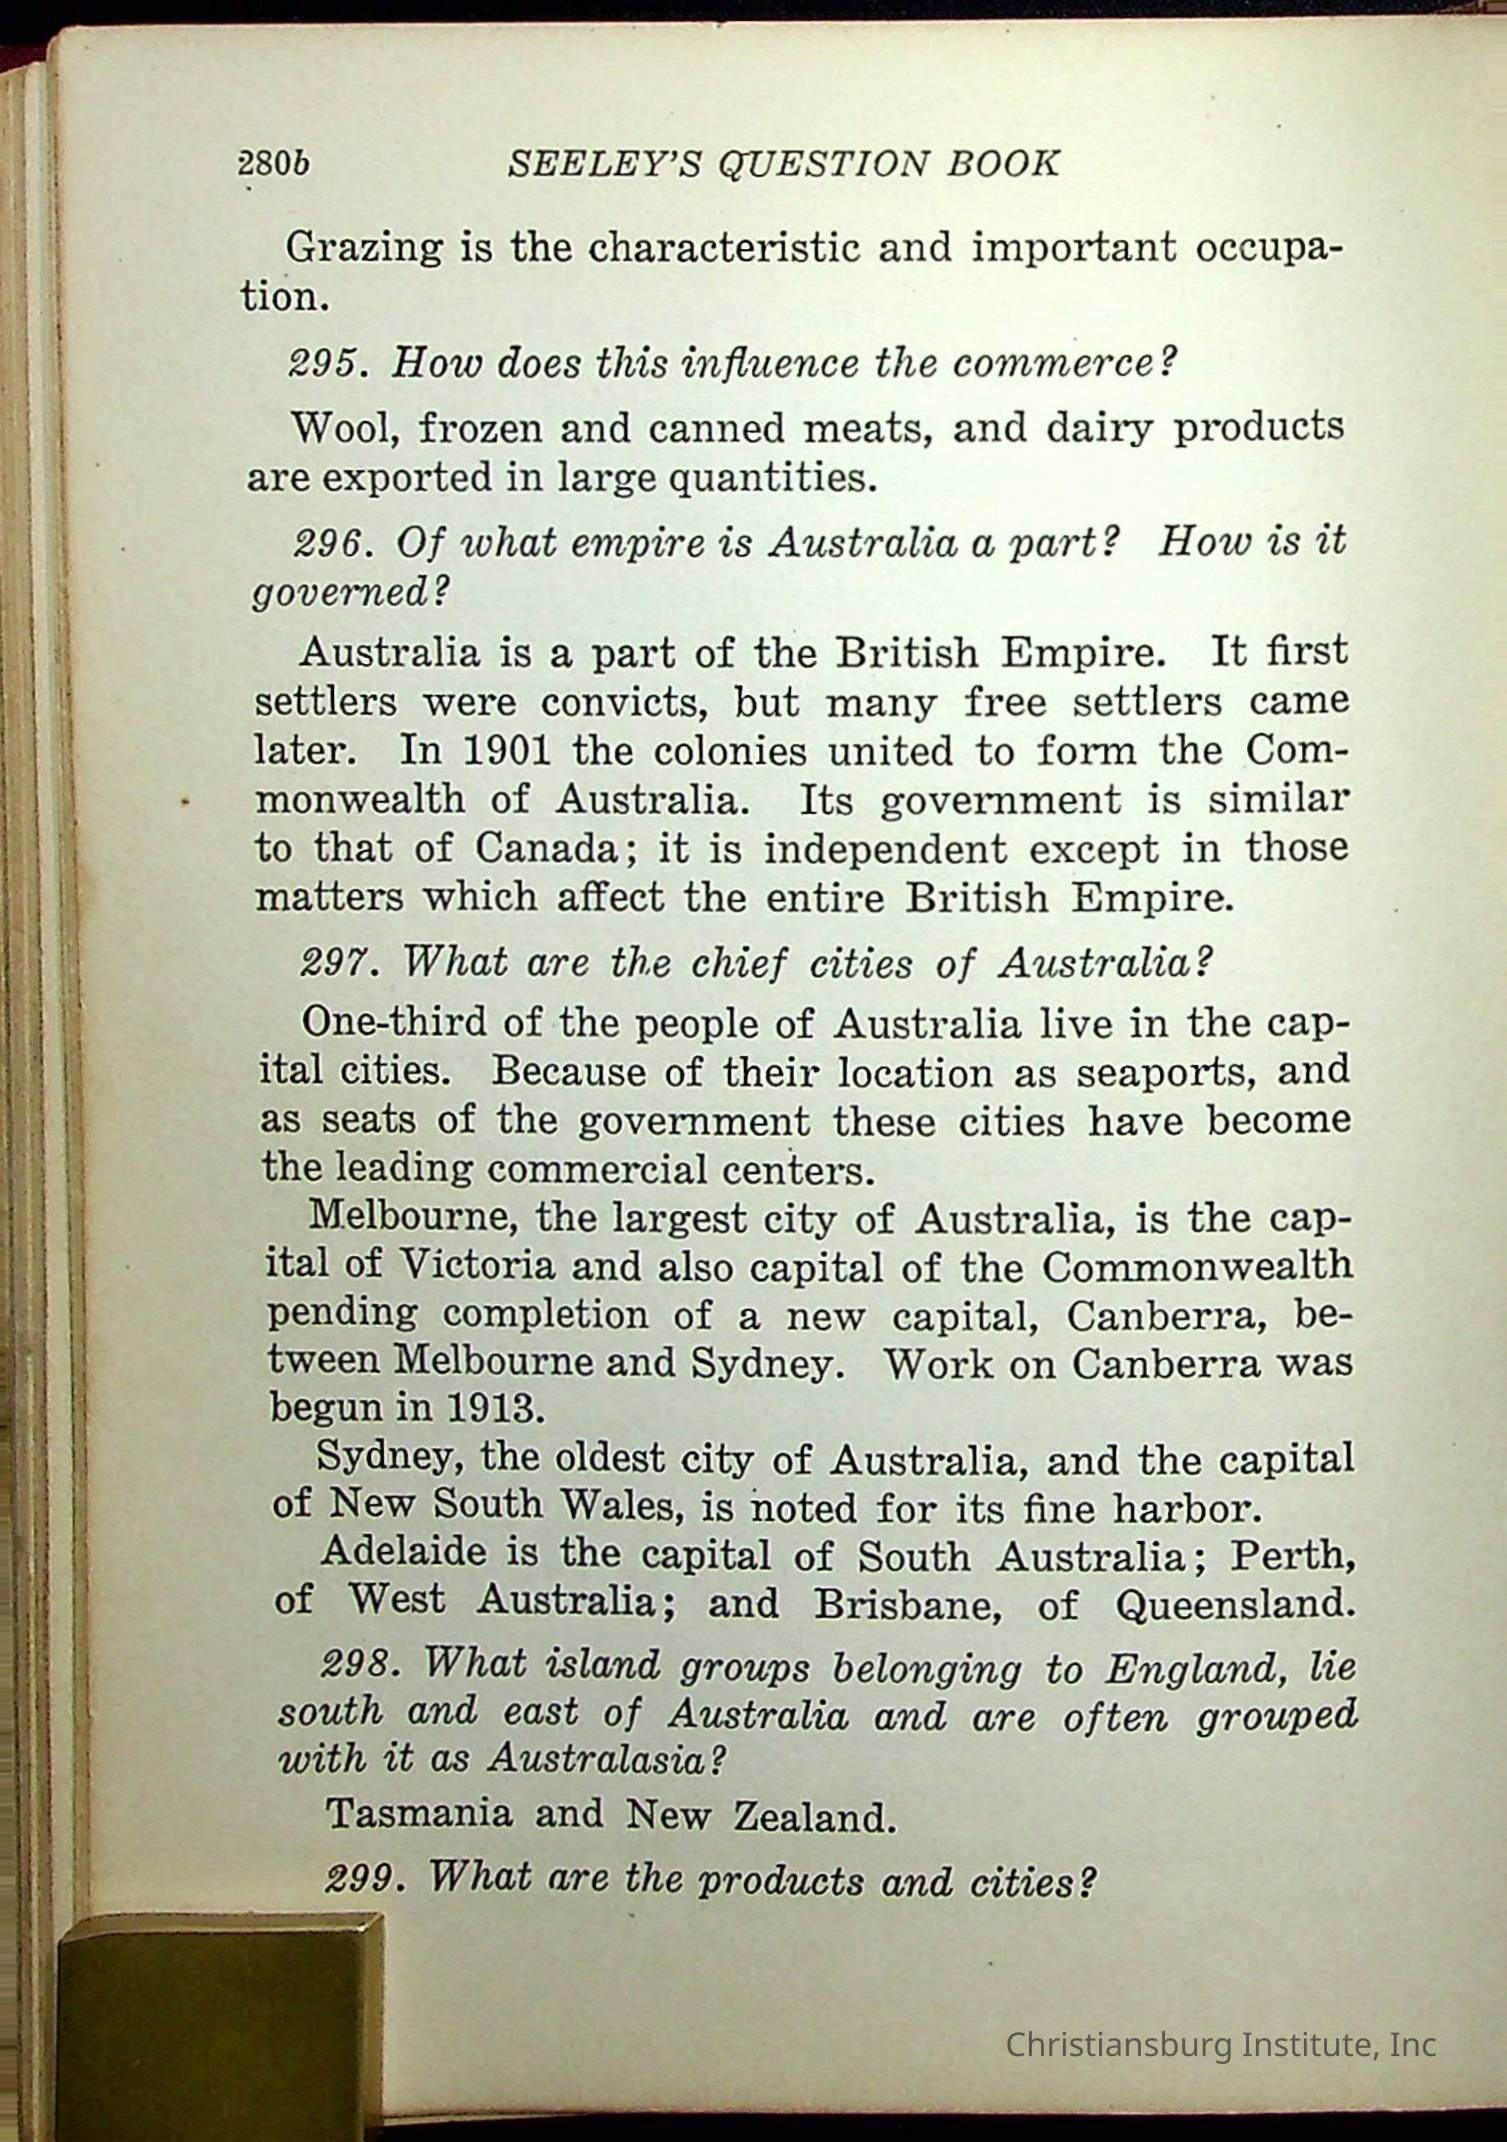 280b SEELEY'S QUESTION BOOK
Grazing is the characteristic and important occupa-
tion.
295. How does this influence the commerce?
Wool, frozen and canned meats, and dairy products
are exported in large quantities.
296. Of what empire is Australia a part? How is it
governed?
Australia is a part of the British Empire. It first
settlers were convicts, but many free settlers came
later. In 1901 the colonies united to form the Com-
monwealth of Australia. Its government is similar
to that of Canada; it is independent except in those
matters which affect the entire British Empire.
297. What are the chief cities of Australia?
One-third of the people of Australia live in the cap-
ital cities. Because of their location as seaports, and
as seats of the government these cities have become
the leading commercial centers.
Melbourne, the largest city of Australia, is the cap-
ital of Victoria and also capital of the Commonwealth
pending completion of a new capital, Canberra, be-
tween Melbourne and Sydney. Work on Canberra was
begun in 1913.
Sydney, the oldest city of Australia, and the capital
of New South Wales, is noted for its fine harbor.
Adelaide is the capital of South Australia; Perth,
of West Australia; and Brisbane, of Queensland.
298. What island groups belonging to England, lie
south and east of Australia and are often grouped
with it as Australasia?
Tasmania and New Zealand.
299. What are the products and cities?
Christiansburg Institute, Inc